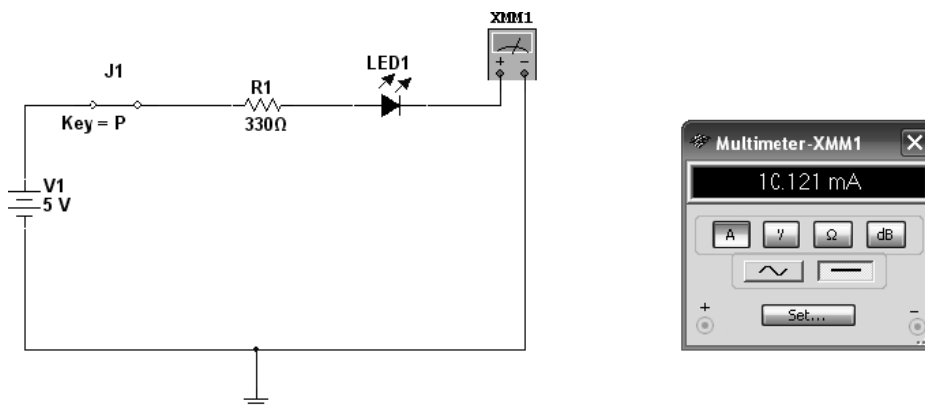 XMM1
J1
R1
LED1
Key = P
330Ω
V1
5 V
+ -
Multimeter-XMM1
10.121 mA
A
V
Ω
dB
+
Set...
-